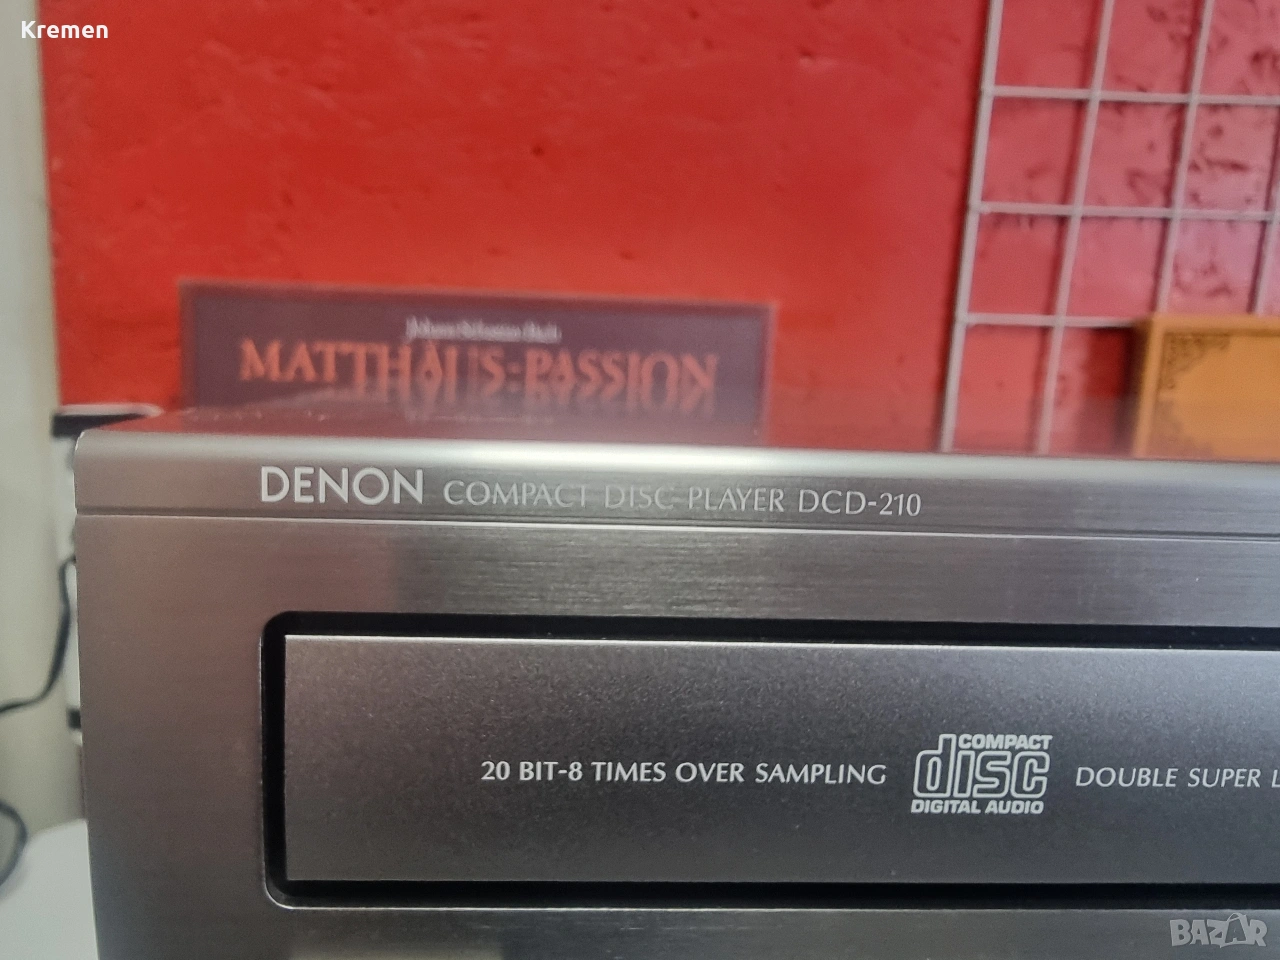 Kremen
Johann Sebastian Bach
MATTHÄUS-PASSION
DENON COMPACT DISC PLAYER DCD-210
20 BIT-8 TIMES OVER SAMPLING
COMPACT
disc
DIGITAL AUDIO
DOUBLE SUPER
BAZAR